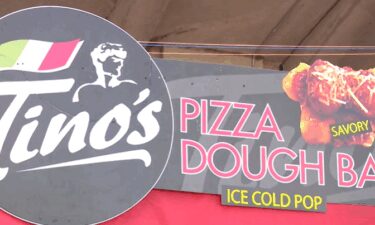 Tino's
PIZZA
DOUGH BA
SAVORY
ICE COLD POP